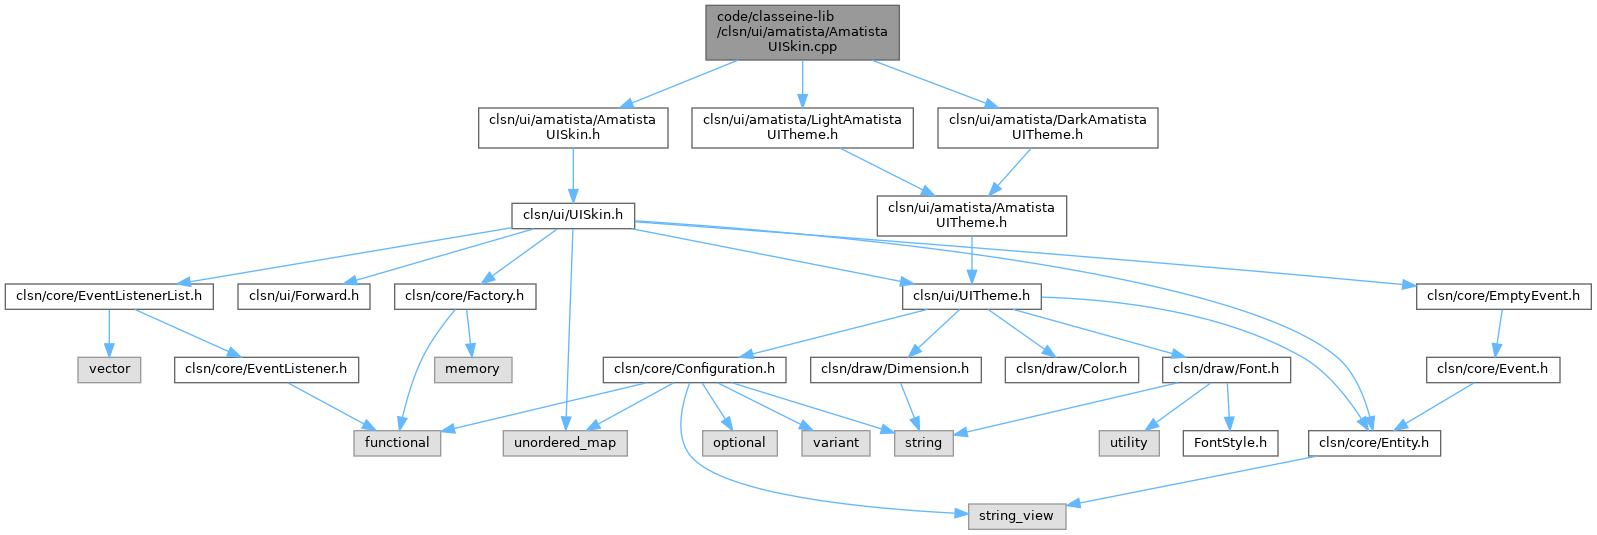 code/classeine-lib
/clsn/ui/amatista/Amatista
UISkin.cpp
clsn/ui/amatista/Amatista
UISkin.h
clsn/ui/amatista/LightAmatista
UITheme.h
clsn/ui/amatista/DarkAmatista
UITheme.h
clsn/ui/UISkin.h
clsn/ui/amatista/Amatista
UITheme.h
clsn/core/EventListenerList.h
clsn/ui/Forward.h
clsn/core/Factory.h
clsn/ui/UITheme.h
clsn/core/EmptyEvent.h
vector
clsn/core/EventListener.h
memory
clsn/core/Configuration.h
clsn/draw/Dimension.h
clsn/draw/Color.h
clsn/draw/Font.h
clsn/core/Event.h
functional
unordered_map
optional
variant
string
utility
FontStyle.h
clsn/core/Entity.h
string_view